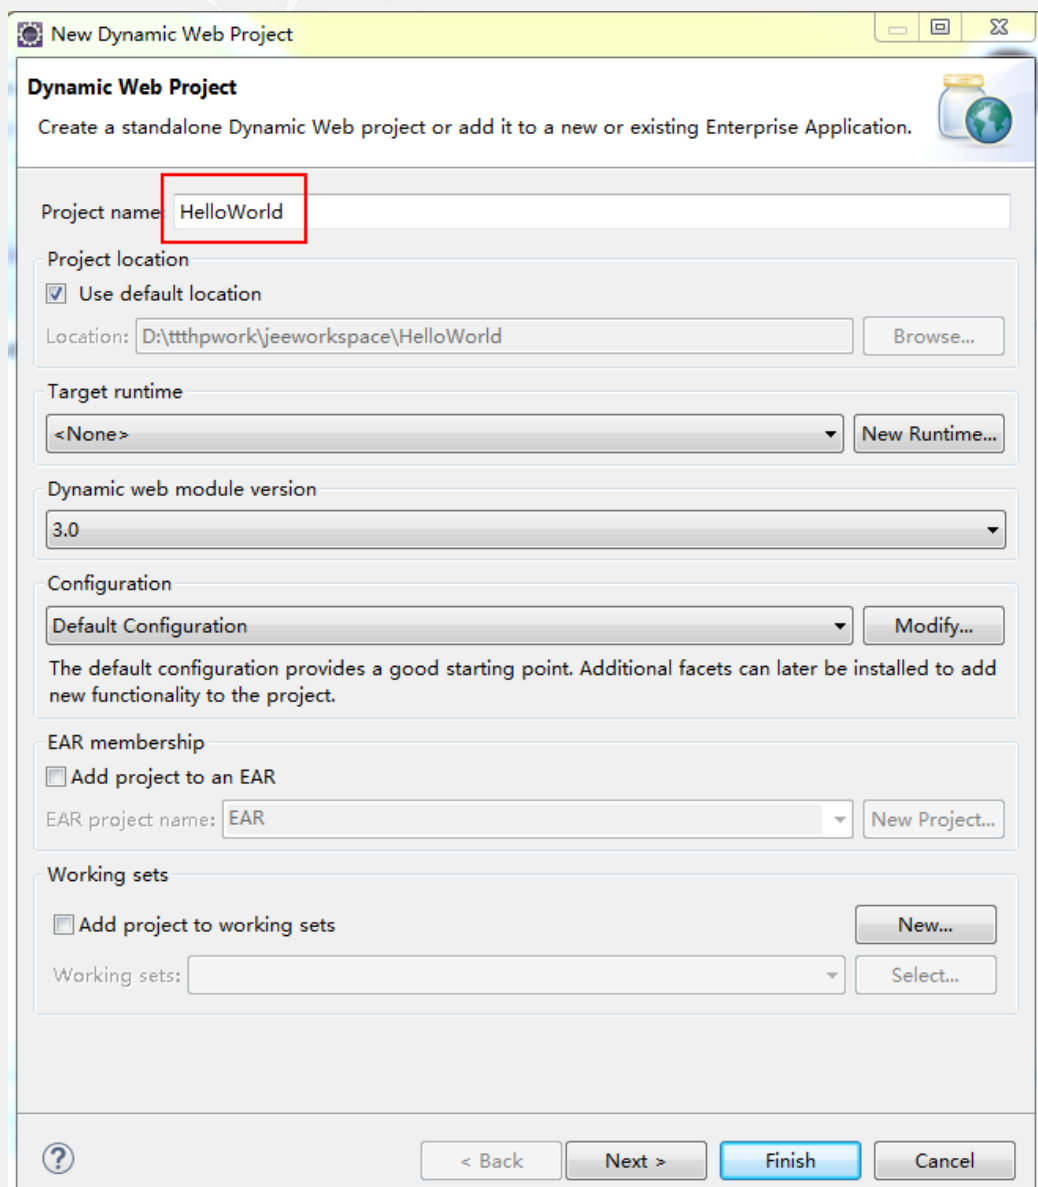 New Dynamic Web Project
Dynamic Web Project
Create a standalone Dynamic Web project or add it to a new or existing Enterprise Application.
Project name: HelloWorld
Project location
Use default location
Location: D:\ttthpwork\jeeworkspace\HelloWorld Browse...
Target runtime
<None> New Runtime...
Dynamic web module version
3.0
Configuration
Default Configuration Modify...
The default configuration provides a good starting point. Additional facets can later be installed to add
new functionality to the project.
EAR membership
Add project to an EAR
EAR project name: EAR New Project...
Working sets
Add project to working sets New...
Working sets: Select...
? < Back Next > Finish Cancel